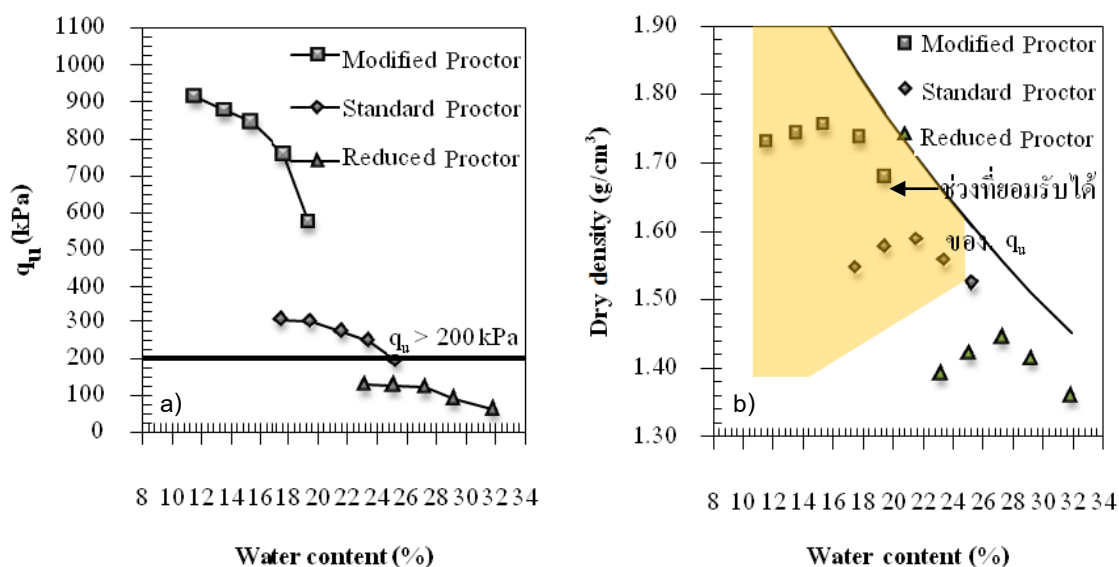 1100
1000
900
800
700
600
500
400
300
200
100
0
qu (kPa)
Modified Proctor
Standard Proctor
Reduced Proctor
qu > 200 kPa
a)
8 10 12 14 16 18 20 22 24 26 28 30 32 34
Water content (%)
1.90
1.80
1.70
1.60
1.50
1.40
1.30
Dry density (g/cm³)
Modified Proctor
Standard Proctor
Reduced Proctor
ช่วงที่ยอมรับได้
ของ qu
b)
8 10 12 14 16 18 20 22 24 26 28 30 32 34
Water content (%)